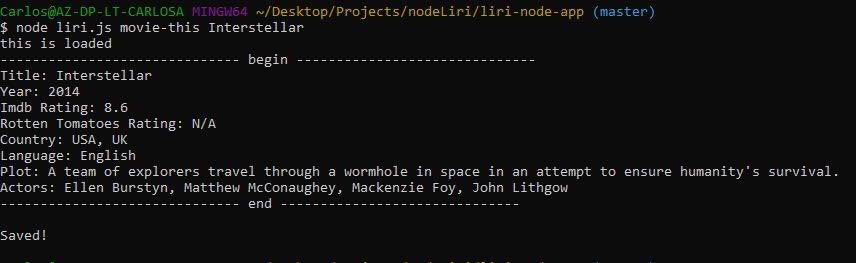 Carlos@AZ-DP-LT-CARLOSA MINGW64 ~/Desktop/Projects/nodeLiri/liri-node-app (master)
$ node liri.js movie-this Interstellar
this is loaded
------------------------------ begin ------------------------------
Title: Interstellar
Year: 2014
Imdb Rating: 8.6
Rotten Tomatoes Rating: N/A
Country: USA, UK
Language: English
Plot: A team of explorers travel through a wormhole in space in an attempt to ensure humanity's survival.
Actors: Ellen Burstyn, Matthew McConaughey, Mackenzie Foy, John Lithgow
------------------------------ end ------------------------------
Saved!